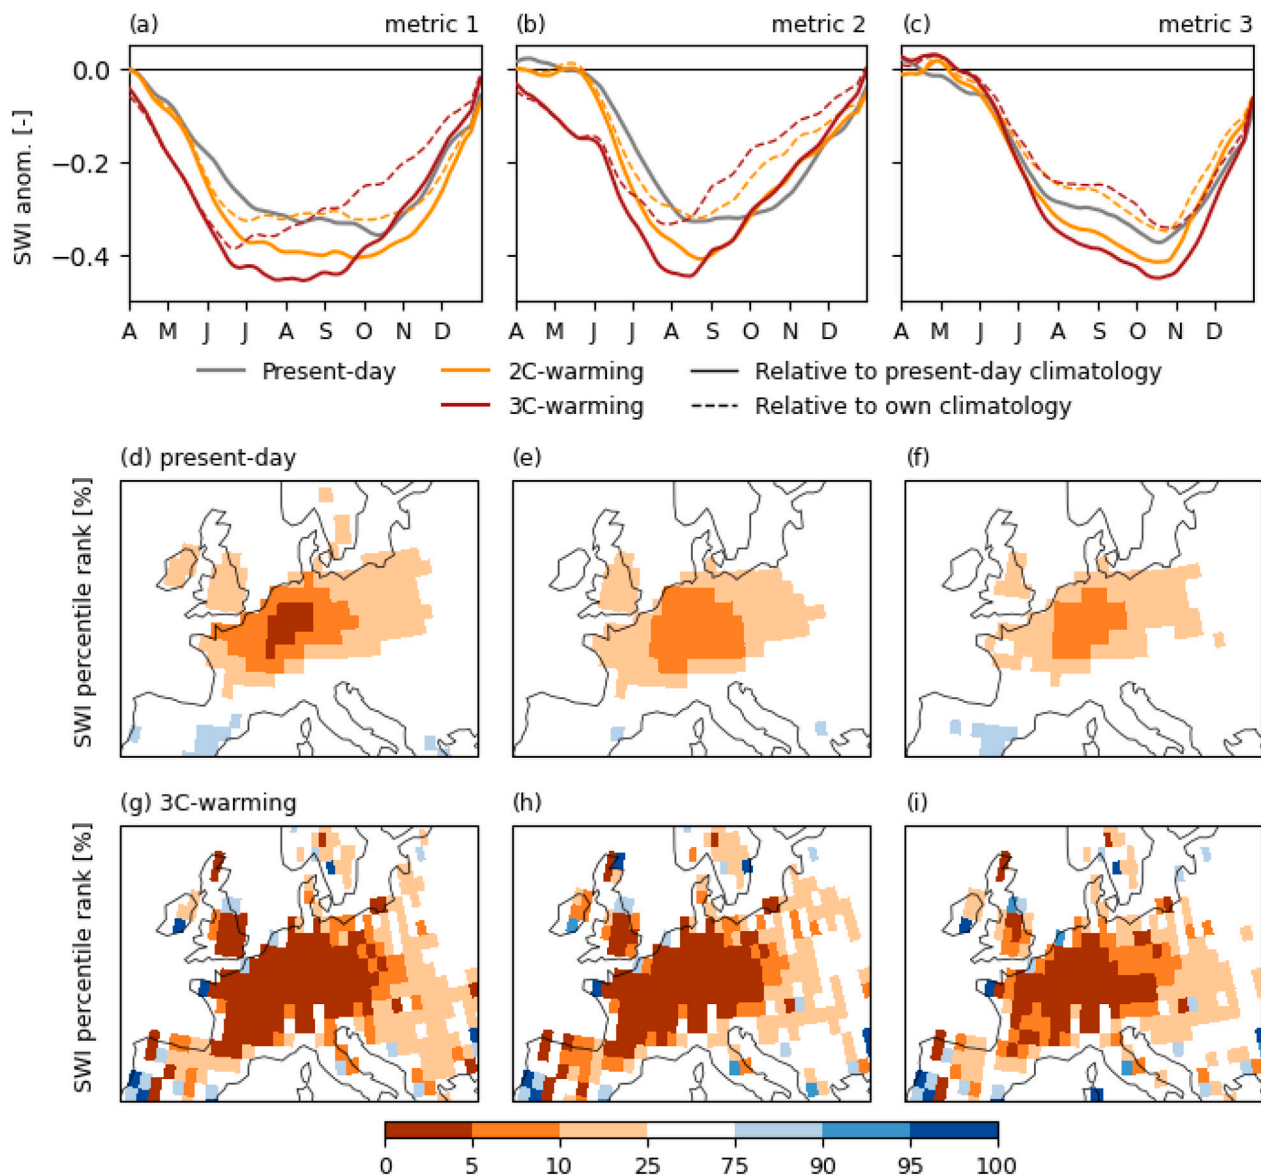 (a) metric 1 (b) metric 2 (c) metric 3
SWI anom. [-]
0.0
−0.2
−0.4
A M J J A S O N D A M J J A S O N D A M J J A S O N D
Present-day 2C-warming Relative to present-day climatology
3C-warming Relative to own climatology
(d) present-day (e) (f)
SWI percentile rank [%]
(g) 3C-warming (h) (i)
SWI percentile rank [%]
0 5 10 25 75 90 95 100